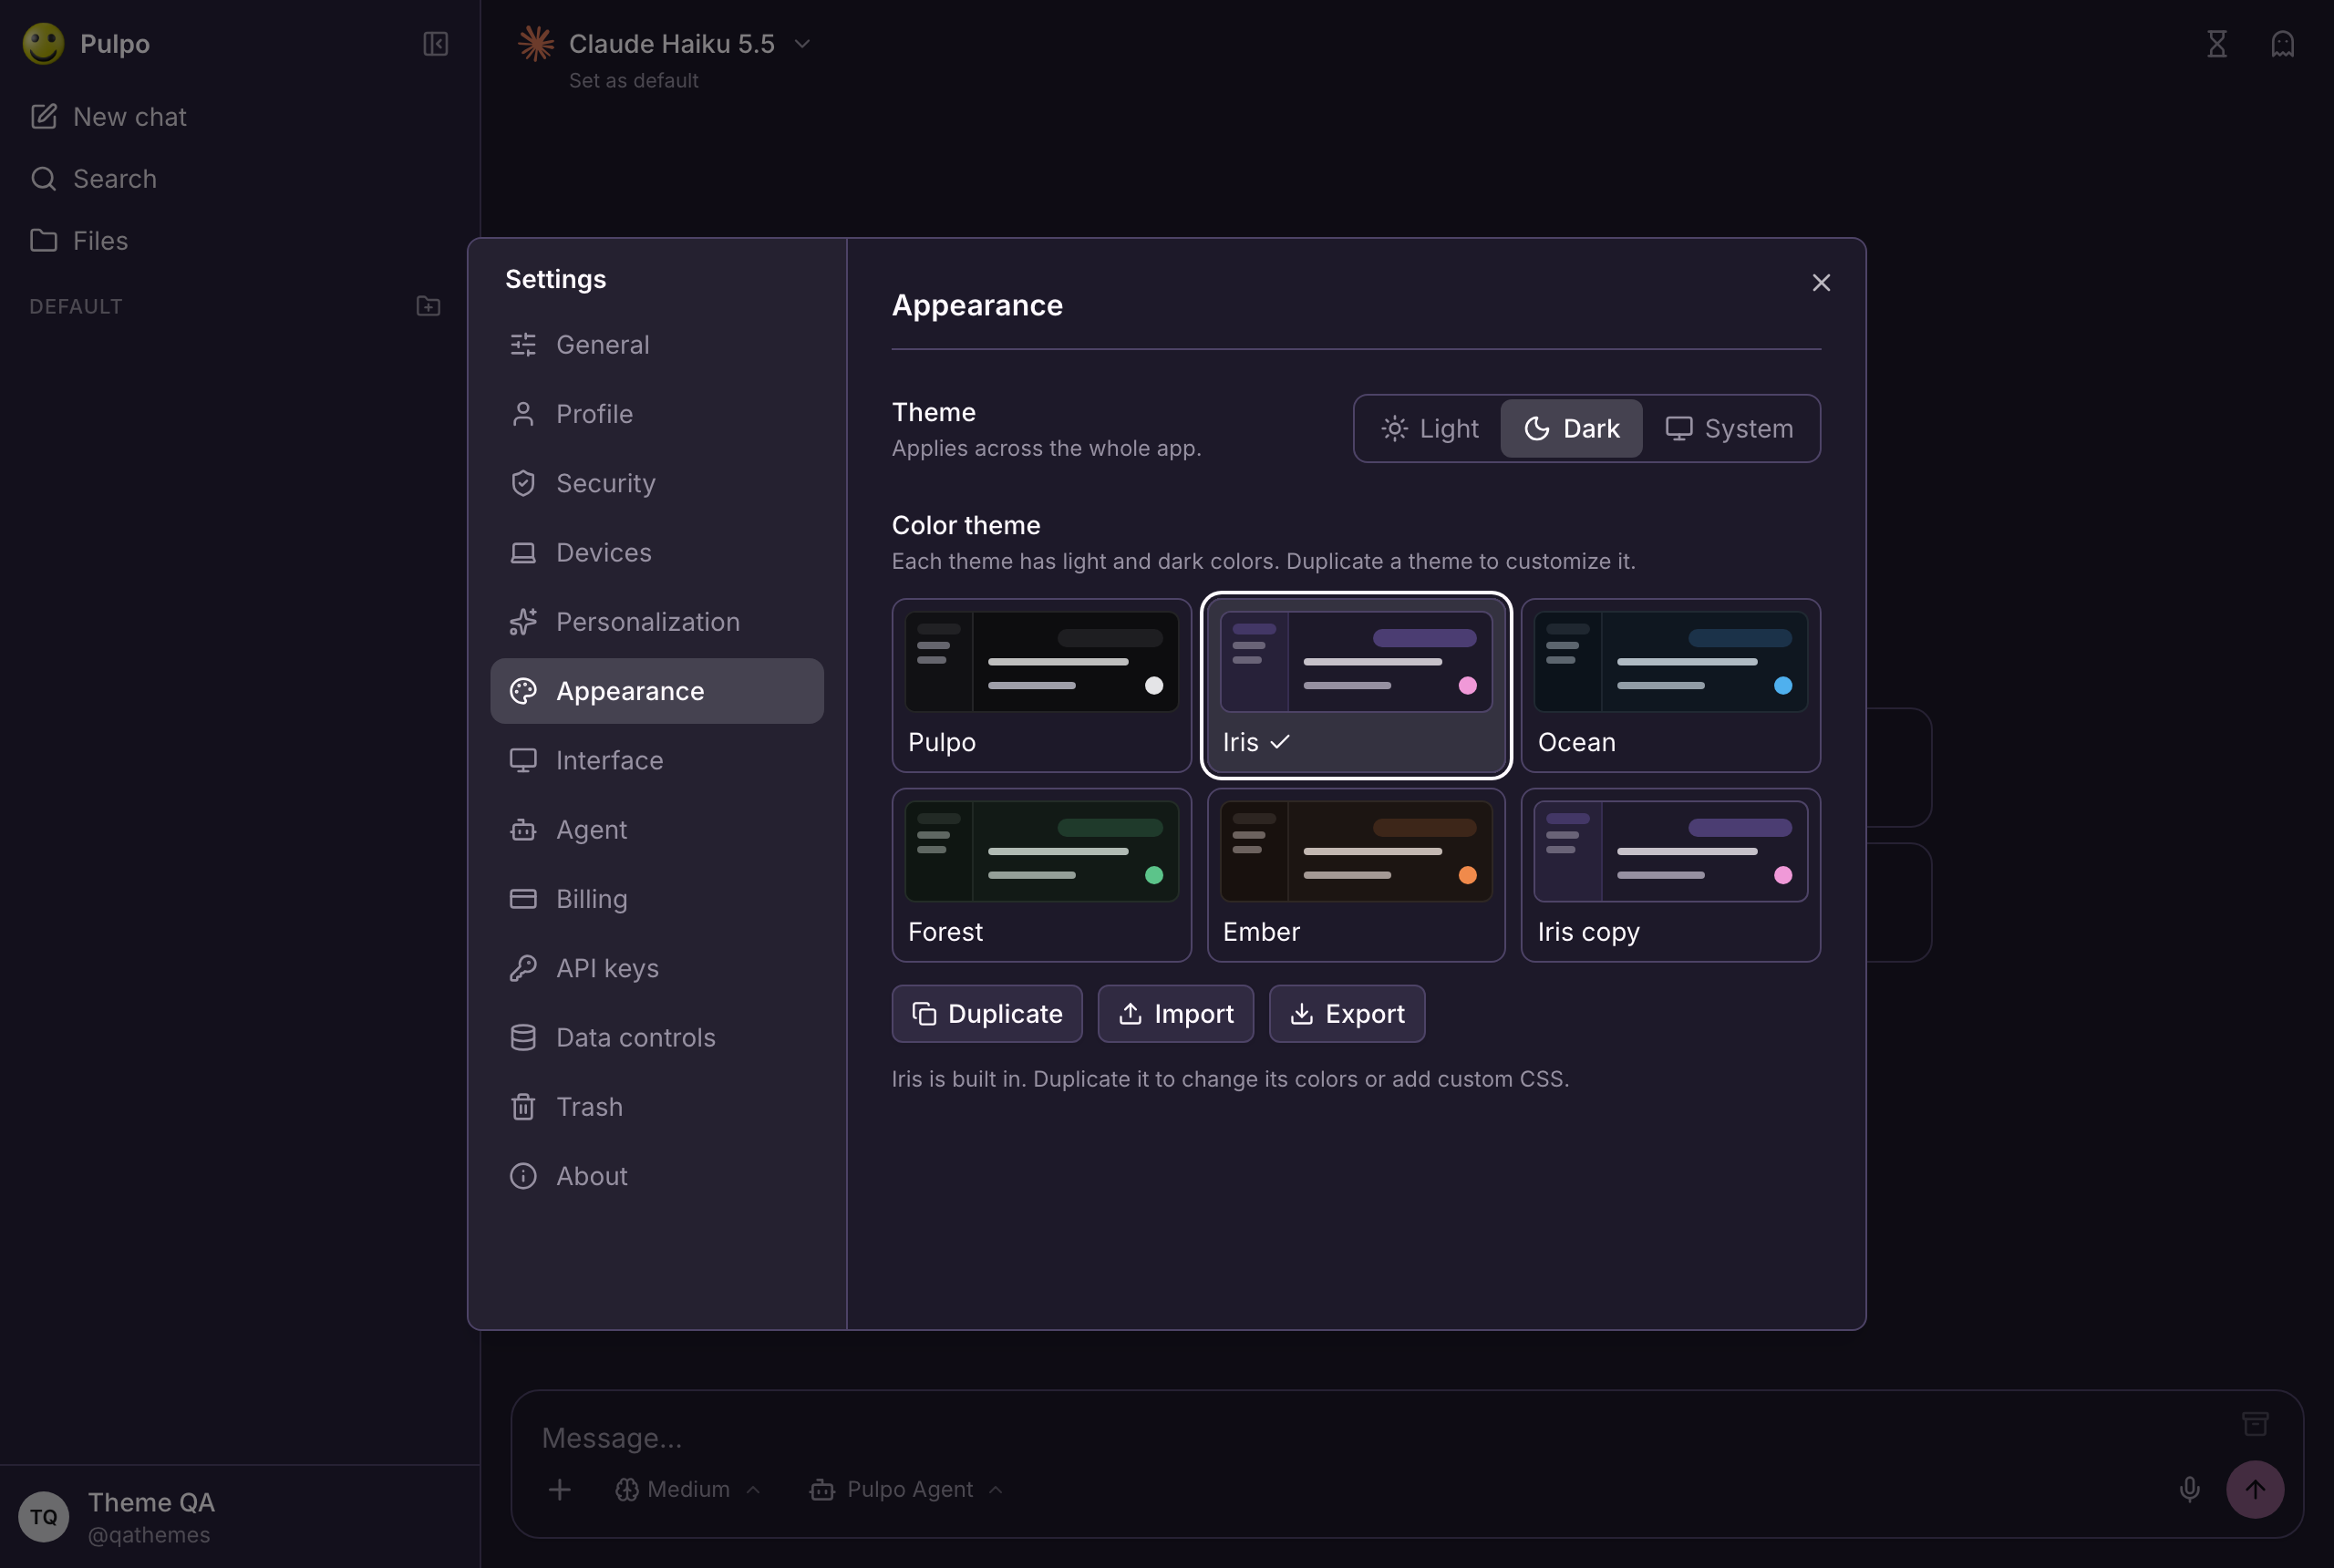 Pulpo
New chat
Search
Files
DEFAULT
Claude Haiku 5.5
Set as default
Settings
General
Profile
Security
Devices
Personalization
Appearance
Interface
Agent
Billing
API keys
Data controls
Trash
About
Appearance
Theme
Applies across the whole app.
Light Dark System
Color theme
Each theme has light and dark colors. Duplicate a theme to customize it.
Pulpo Iris Ocean
Forest Ember Iris copy
Duplicate Import Export
Iris is built in. Duplicate it to change its colors or add custom CSS.
Message...
Medium Pulpo Agent
TQ
Theme QA
@qathemes